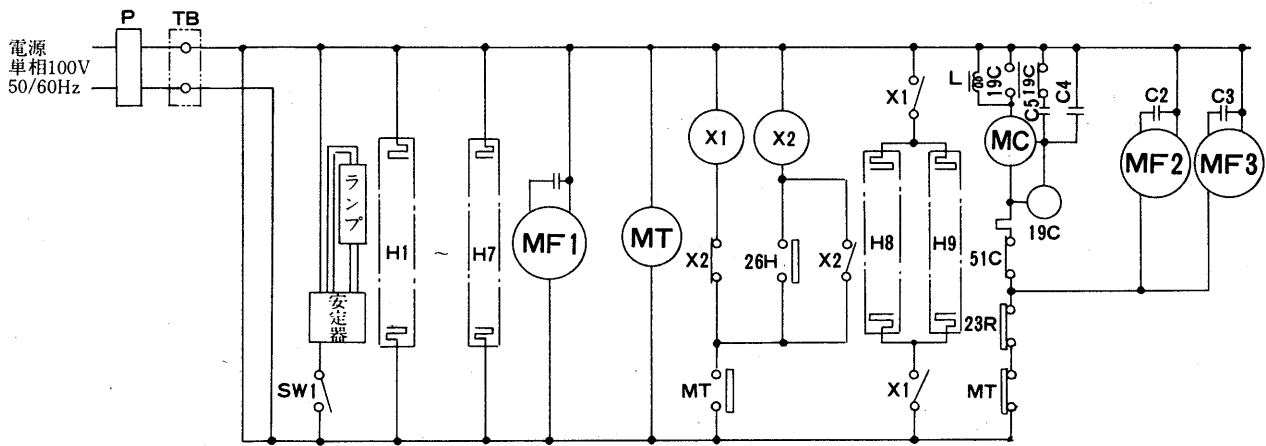 P
TB
電源
単相100V
50/60Hz
ランプ
安定器
SW1
H1
～
H7
MF1
MT
X1
X2
X2
26H
X2
MT
X1
H8
H9
X1
L
19C
19C
C5
C4
MC
19C
51C
23R
MT
C2
MF2
C3
MF3